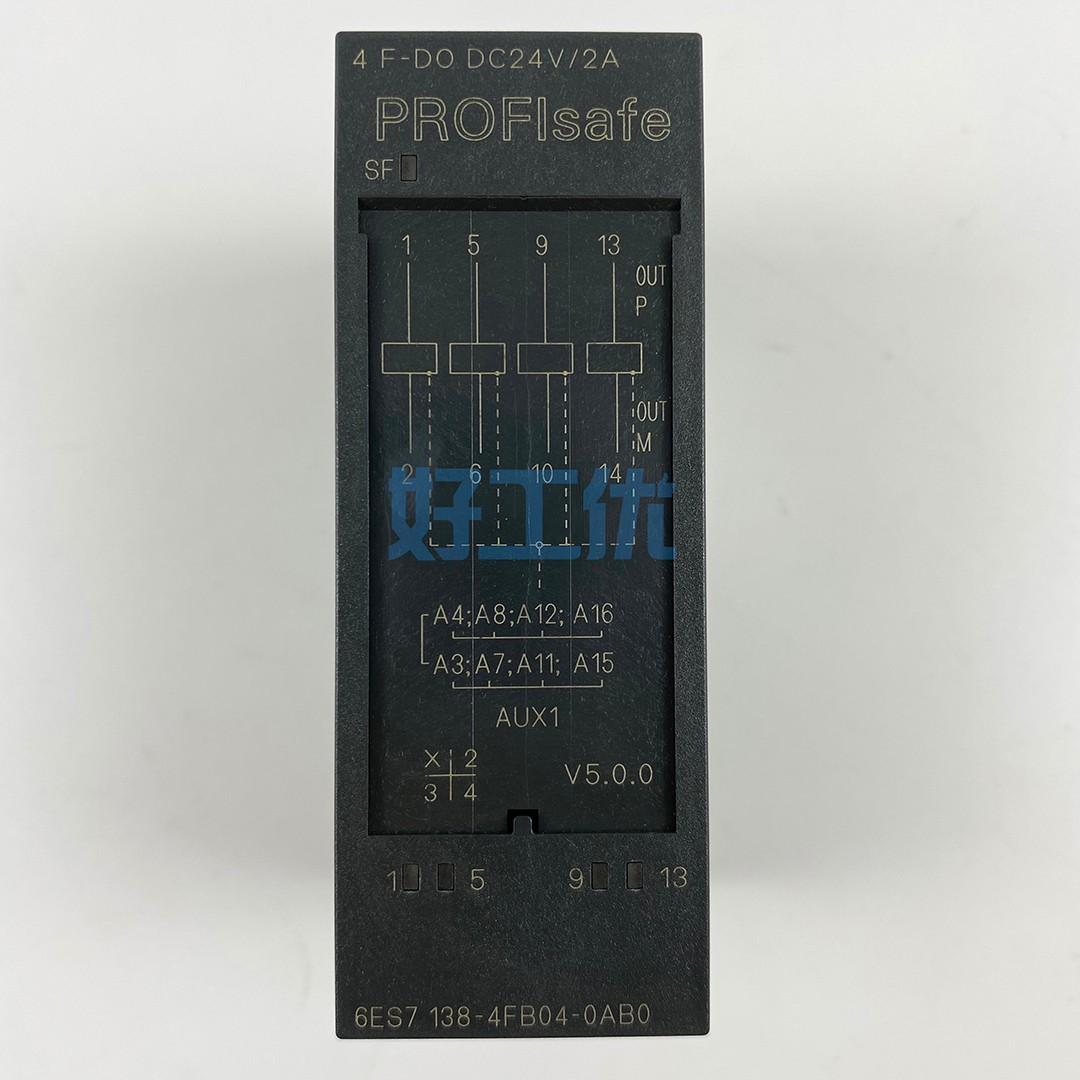 4 F-DO DC24V/2A
PROFIsafe
SF
1 5 9 13
OUT
P
OUT
M
2 6 10 14
好工优
A4;A8;A12; A16
A3;A7;A11; A15
AUX1
X 2
3 4
V5.0.0
1 5 9 13
6ES7 138-4FB04-0AB0